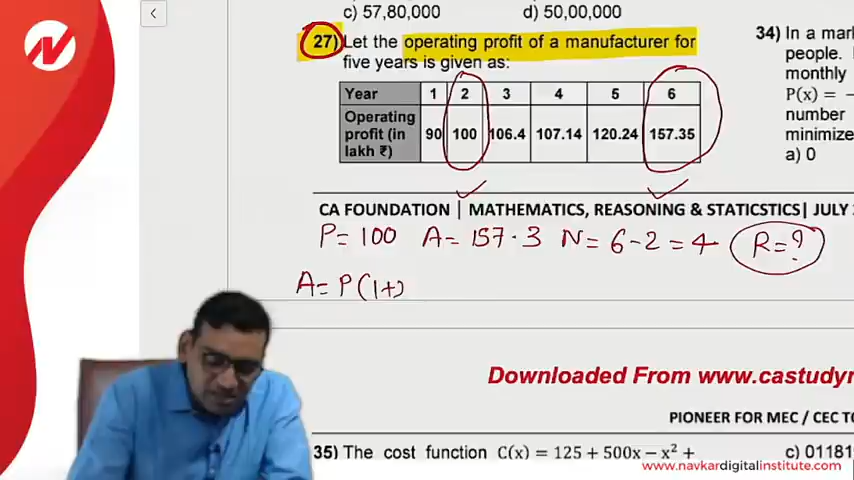 c) 57,80,000 d) 50,00,000
27) Let the operating profit of a manufacturer for
five years is given as:
Year 1 2 3 4 5 6
Operating profit (in lakh ₹) 90 100 106.4 107.14 120.24 157.35
34) In a mar
people.
monthly
P(x) = −
number
minimize
a) 0
CA FOUNDATION | MATHEMATICS, REASONING & STATICSTICS| JULY
P= 100 A= 157.3 N= 6-2=4 R=?
A= P(1+)
Downloaded From www.castudyn
PIONEER FOR MEC / CEC TO
35) The cost function C(x) = 125 + 500x − x² + c) 01181
www.navkardigitalinstitute.com
N